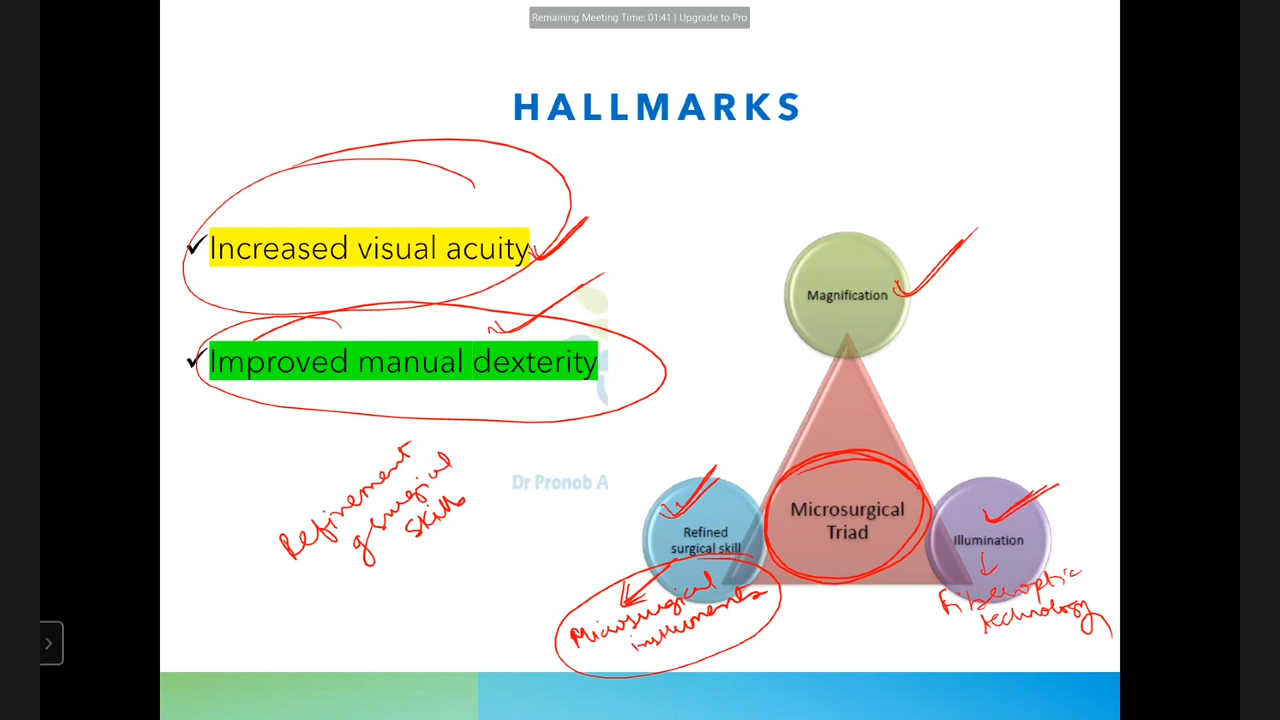 Remaining Meeting Time: 01:41 | Upgrade to Pro
HALLMARKS
✓Increased visual acuity
✓Improved manual dexterity
Refinement
of surgical
skills
Dr Pronob A
Magnification
Microsurgical
Triad
Refined
surgical skill
Microsurgical
instruments
Illumination
Fiberoptic
technology